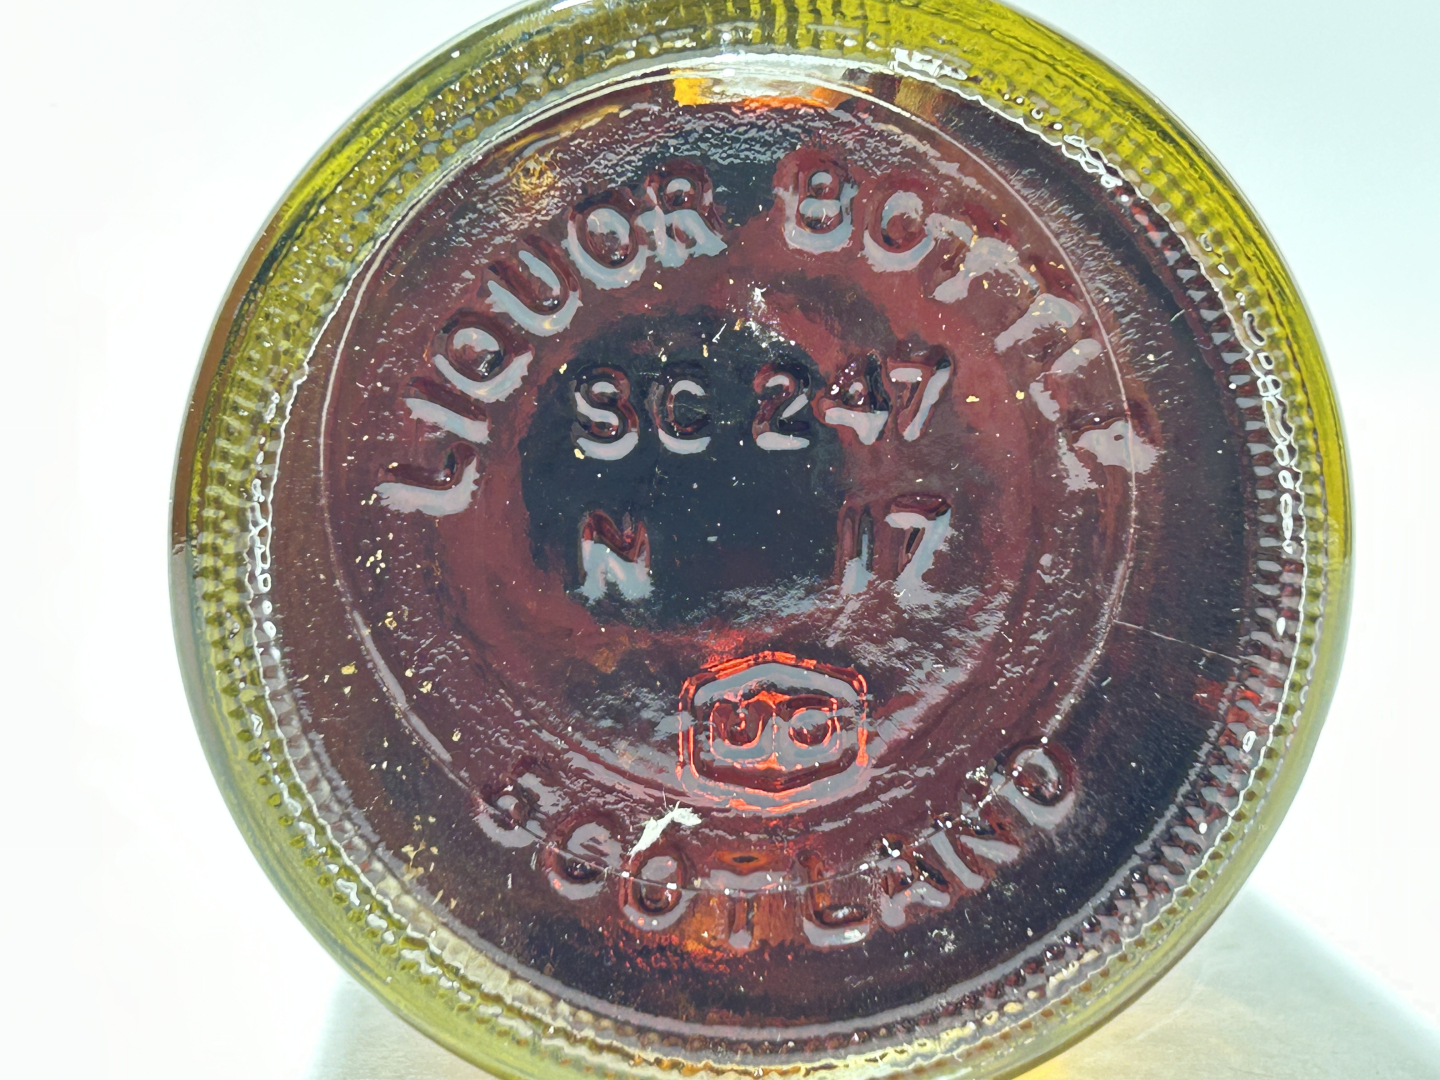 LIQUOR BOTTLE
SC 247
N 17
UG
SCOTLAND